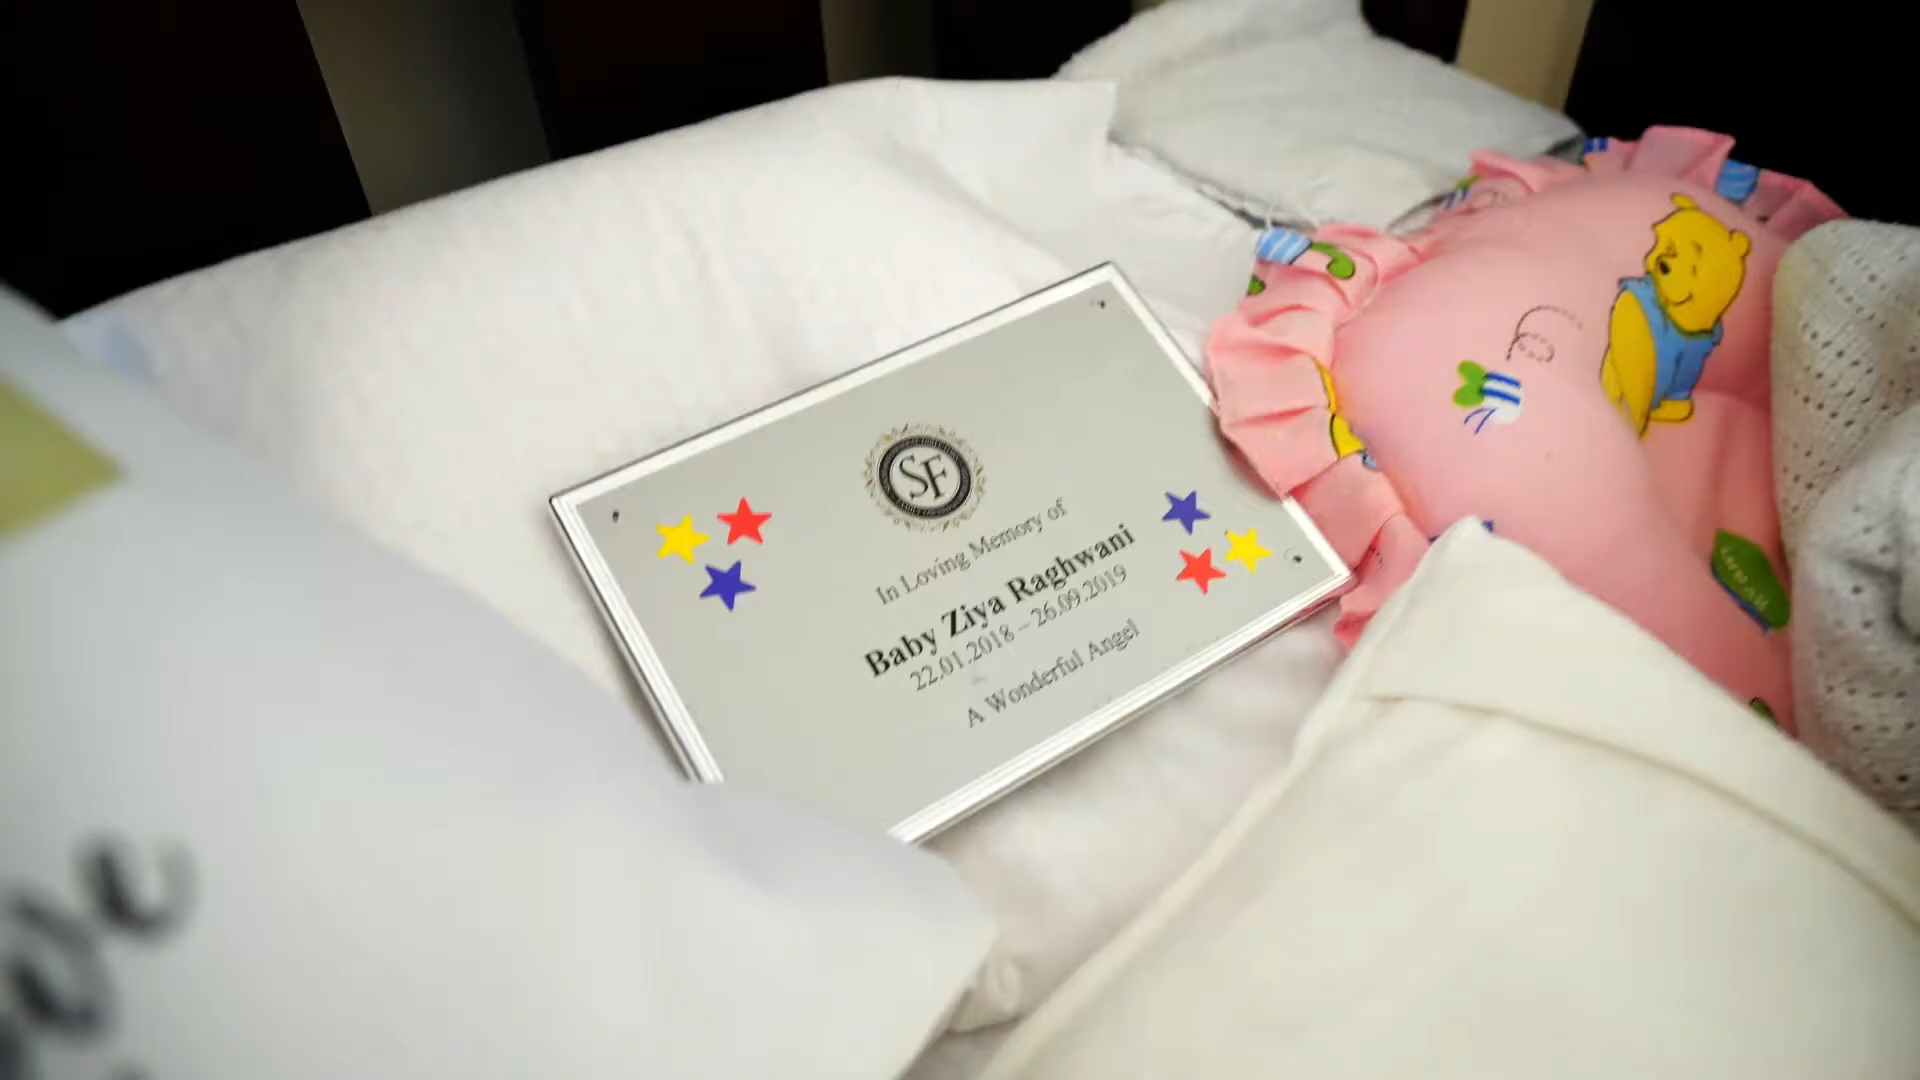 SF
In Loving Memory of
Baby Ziya Raghwani
22.01.2018 – 26.09.2019
A Wonderful Angel